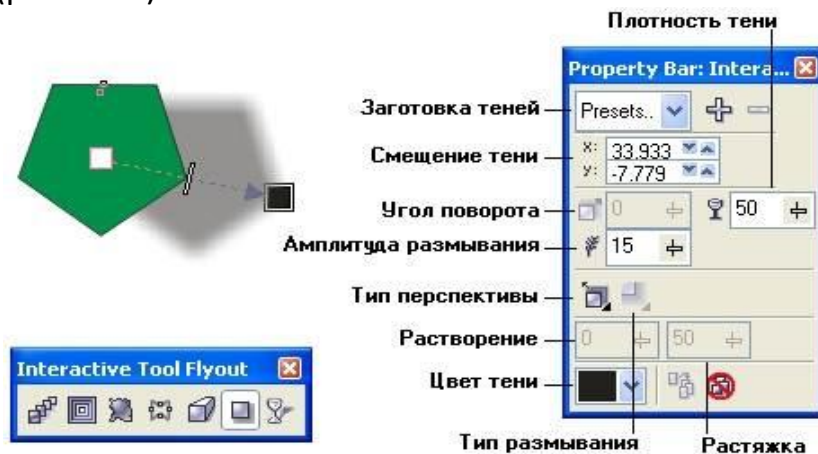 Плотность тени
Property Bar: Intera...
Заготовка теней
Presets..
Смещение тени
x: 33.933
y: -7.779
Угол поворота
0
50
Амплитуда размывания
15
Тип перспективы
Растворение
0
50
Interactive Tool Flyout
Цвет тени
Тип размывания
Растяжка